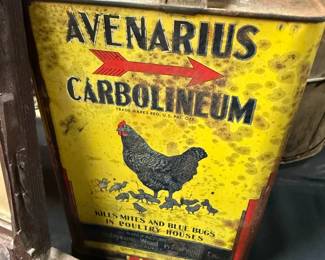 AVENARIUS
CARBOLINEUM
TRADE MARKS REG. U.S. PAT. OFF.
KILLS MITES AND BLUE BUGS
IN POULTRY HOUSES